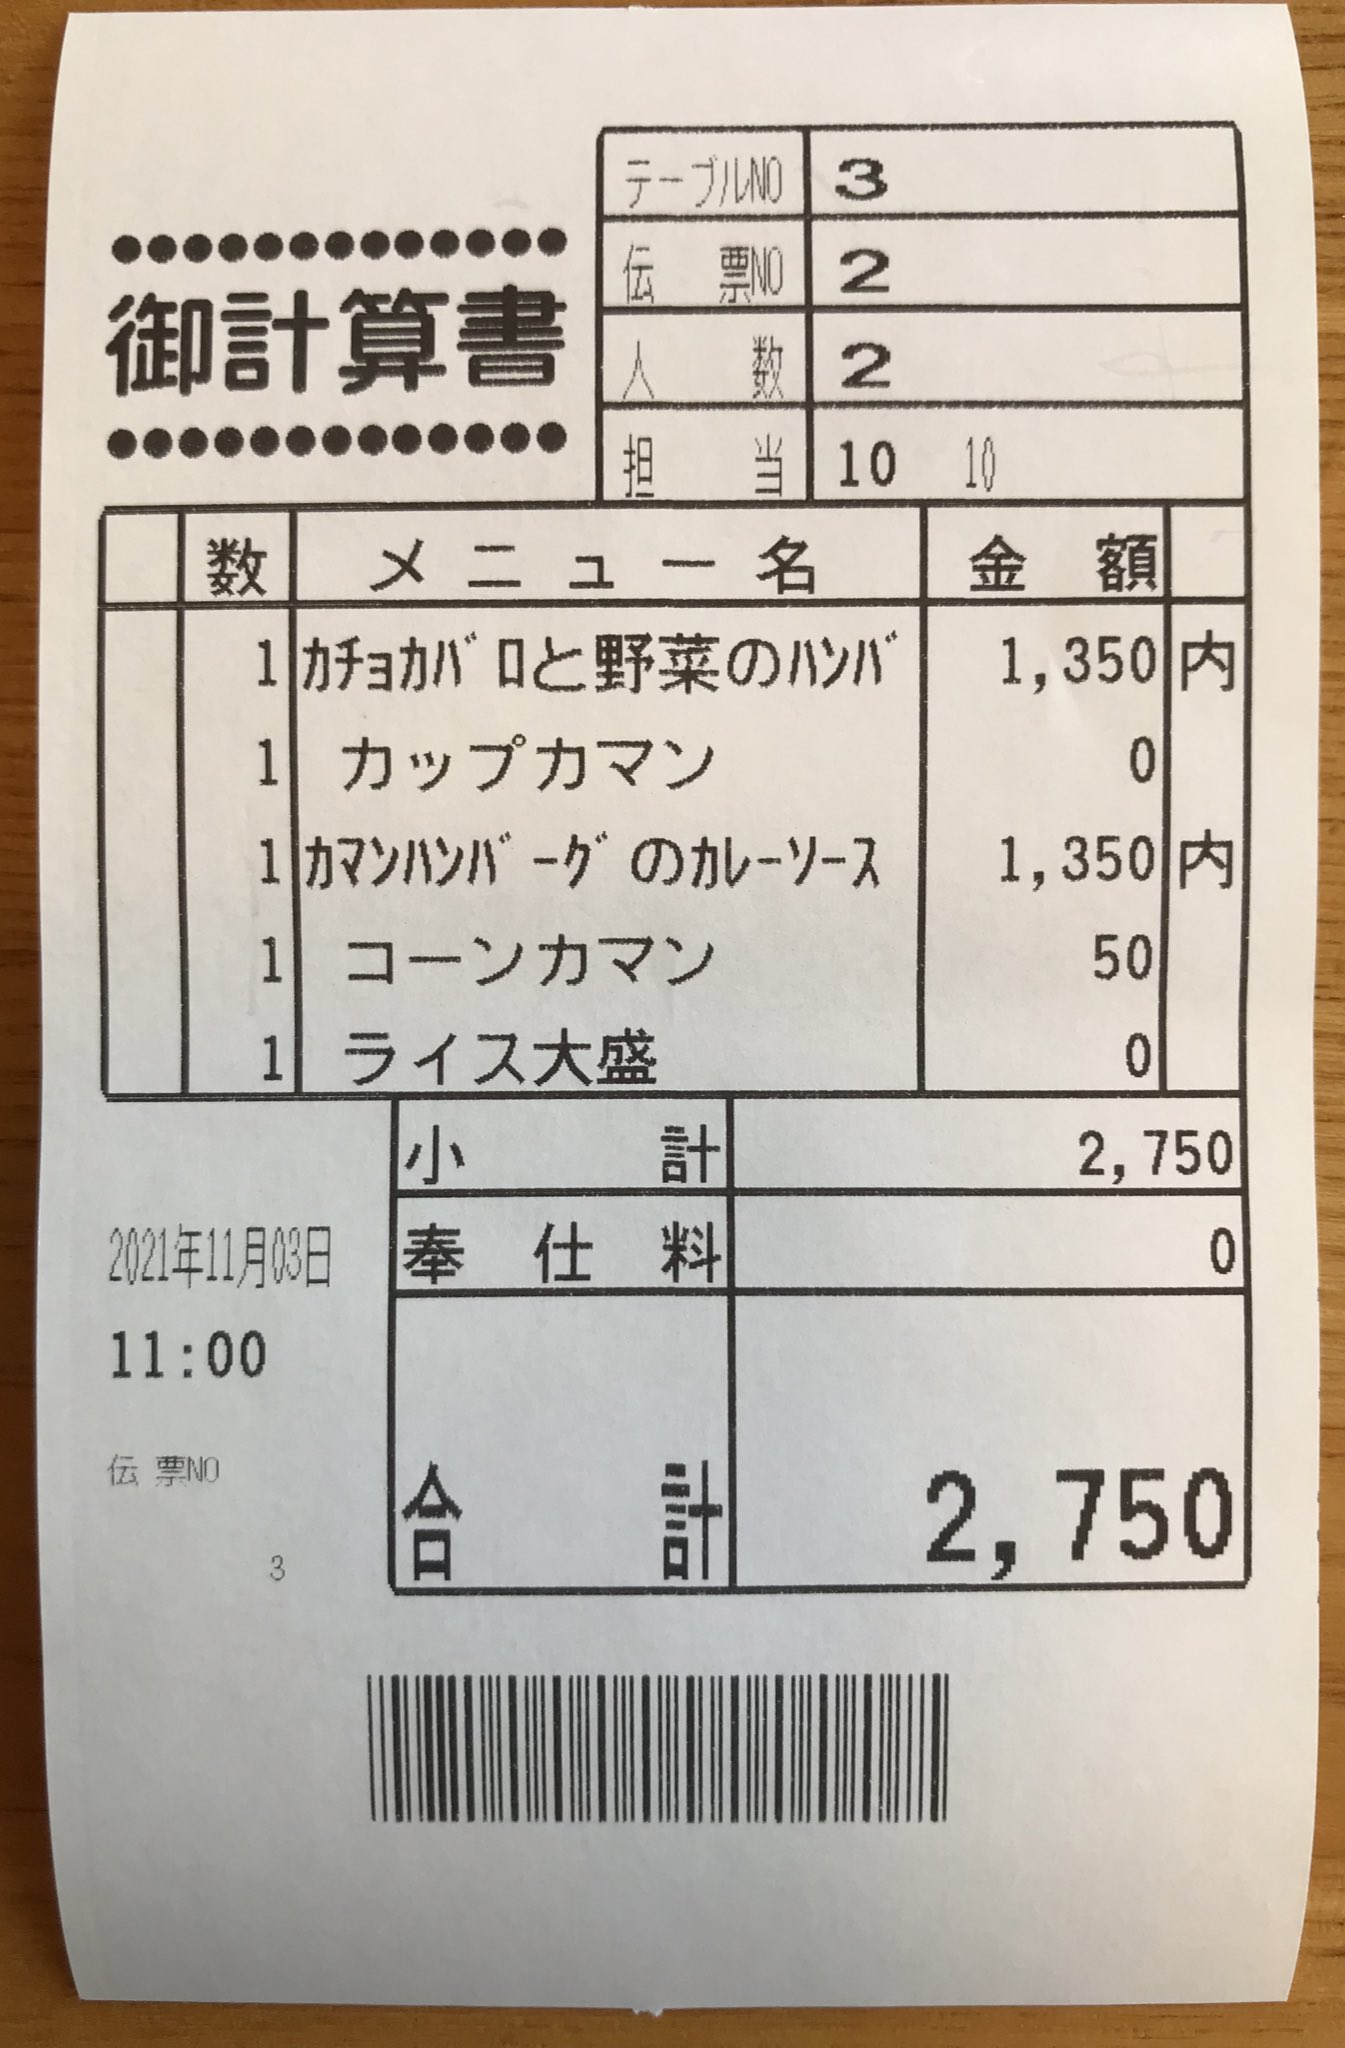 テーブルNO 3
伝票NO 2
人数 2
担当 10 10
●●●●●●●●●●●●●
御計算書
●●●●●●●●●●●●●
数 メニュー名 金額
1 ｶﾁｮｶﾊﾞﾛと野菜のﾊﾝﾊﾞ 1,350 内
1 カップカマン 0
1 ｶﾏﾝﾊﾝﾊﾞｰｸﾞのｶﾚｰｿｰｽ 1,350 内
1 コーンカマン 50
1 ライス大盛 0
小計 2,750
奉仕料 0
合計 2,750
2021年11月03日
11:00
伝票NO
3